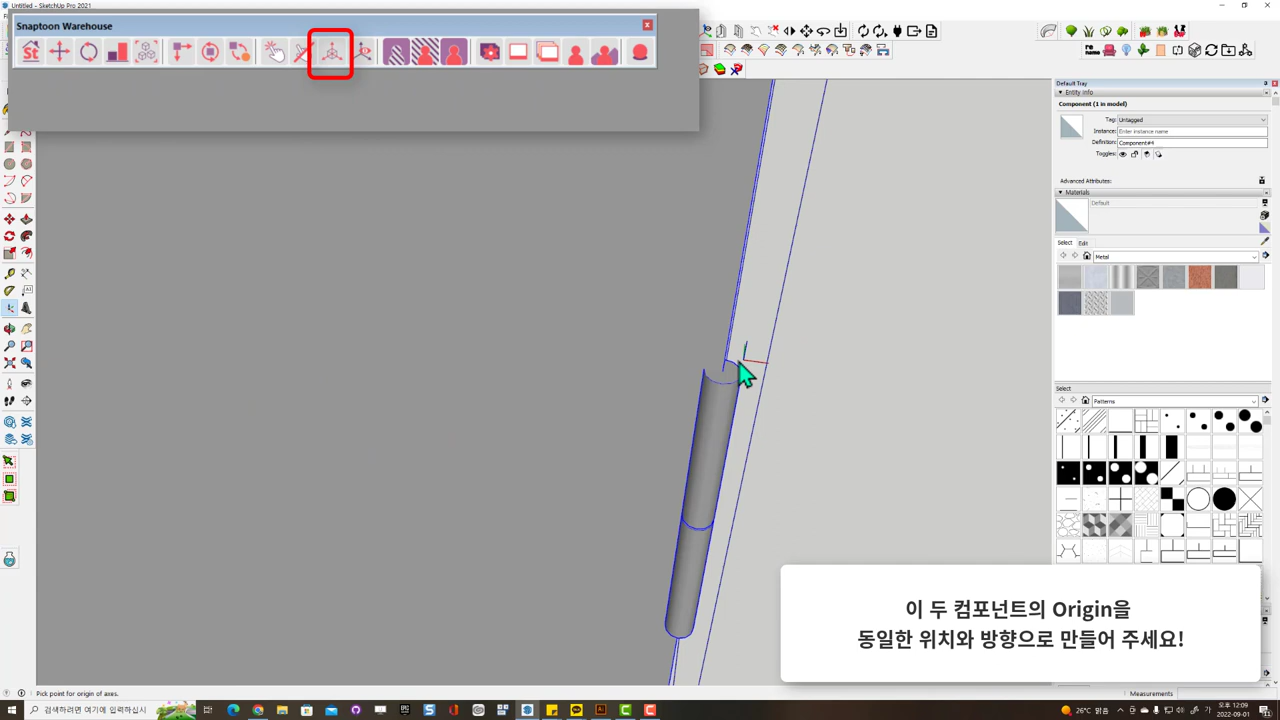 Untitled - SketchUp Pro 2021
Snaptoon Warehouse
Default Tray
Entity Info
Component (1 in model)
Tag: Untagged
Instance: Enter instance name
Definition: Component#4
Toggles:
Advanced Attributes:
Materials
Default
Select Edit
Metal
Select
Patterns
이 두 컴포넌트의 Origin을
동일한 위치와 방향으로 만들어 주세요!
Pick point for origin of axes.
Measurements
검색하려면 여기에 입력하십시
26°C 맑음
오후 12:09
2022-09-01